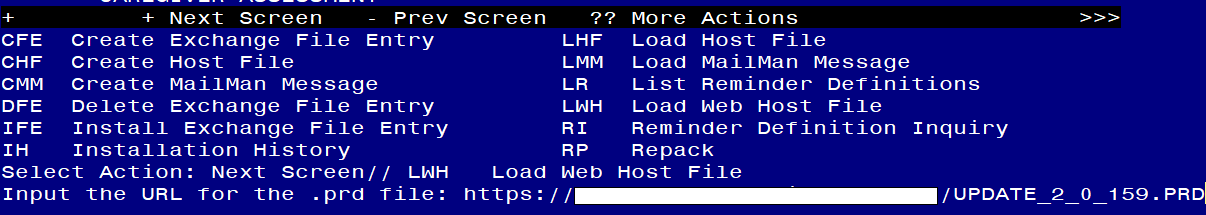 CAREGIVER ASSESSMENT
+ + Next Screen - Prev Screen ?? More Actions >>>
CFE Create Exchange File Entry LHF Load Host File
CHF Create Host File LMM Load MailMan Message
CMM Create MailMan Message LR List Reminder Definitions
DFE Delete Exchange File Entry LWH Load Web Host File
IFE Install Exchange File Entry RI Reminder Definition Inquiry
IH Installation History RP Repack
Select Action: Next Screen// LWH Load Web Host File
Input the URL for the .prd file: https:// /UPDATE_2_0_159.PRD